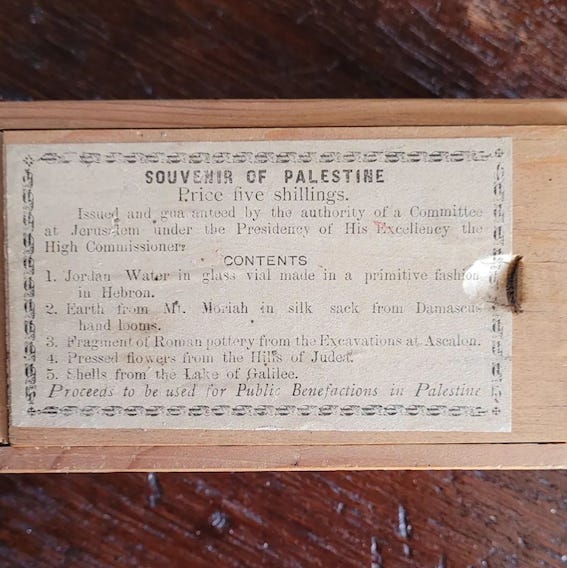 SOUVENIR OF PALESTINE
Price five shillings.
Issued and gua anteed by the authority of a Committee
at Jerusalem under the Presidency of His Excellency the
High Commissioner:
CONTENTS
1. Jordan Water in glass vial made in a primitive fashion
in Hebron.
2. Earth from Mt. Moriah in silk sack from Damascus
hand looms.
3. Fragment of Roman pottery from the Excavations at Ascalon.
4. Pressed flowers from the Hills of Judea.
5. Shells from the Lake of Galilee.
Proceeds to be used for Public Benefactions in Palestine